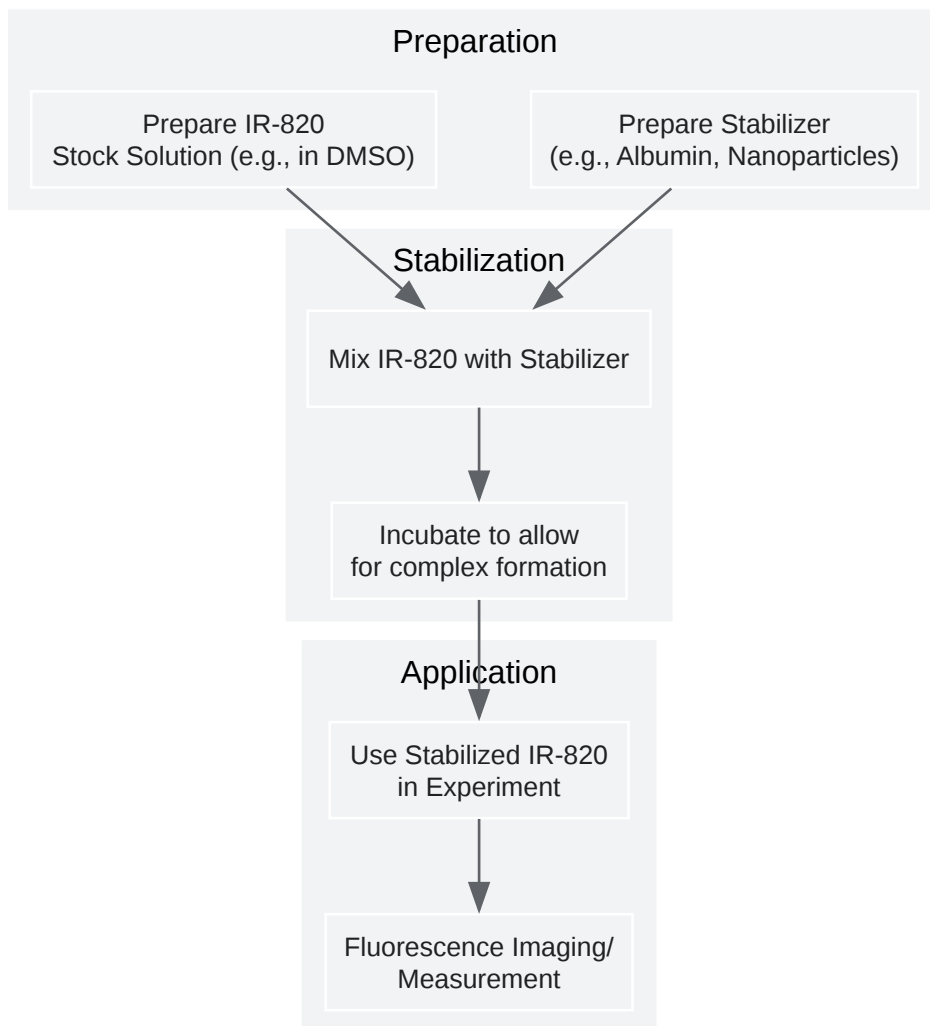 Preparation
Prepare IR-820
Stock Solution (e.g., in DMSO)
Prepare Stabilizer
(e.g., Albumin, Nanoparticles)
Stabilization
Mix IR-820 with Stabilizer
Incubate to allow
for complex formation
Application
Use Stabilized IR-820
in Experiment
Fluorescence Imaging/
Measurement